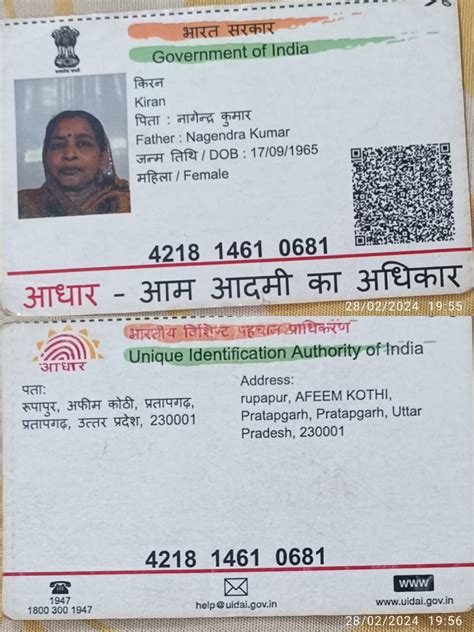 भारत सरकार
Government of India
किरन
Kiran
पिता : नागेन्द्र कुमार
Father : Nagendra Kumar
जन्म तिथि / DOB : 17/09/1965
महिला / Female
4218 1461 0681
आधार - आम आदमी का अधिकार
28/02/2024 19:55
भारतीय विशिष्ट पहचान प्राधिकरण
Unique Identification Authority of India
आधार
पता:
रूपापुर, अफीम कोठी, प्रतापगढ़,
प्रतापगढ़, उत्तर प्रदेश, 230001
Address:
rupapur, AFEEM KOTHI,
Pratapgarh, Pratapgarh, Uttar
Pradesh, 230001
4218 1461 0681
1947
1800 300 1947
help@uidai.gov.in
www
www.uidai.gov.in
28/02/2024 19:56